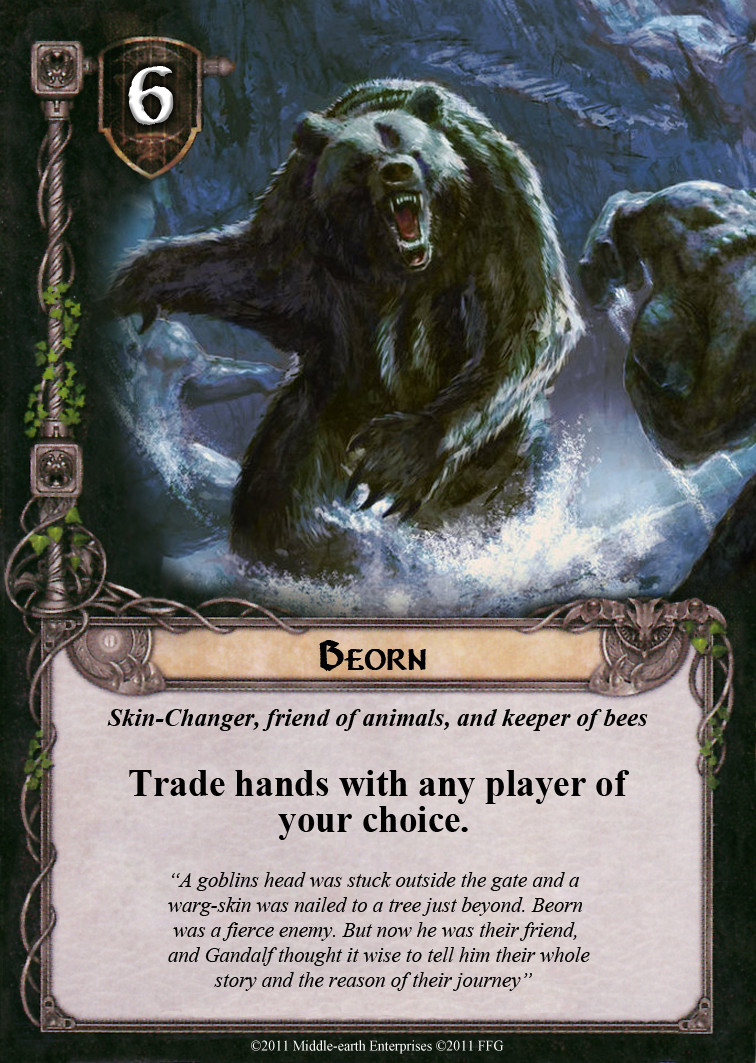 6
Beorn
Skin-Changer, friend of animals, and keeper of bees
Trade hands with any player of
your choice.
“A goblins head was stuck outside the gate and a
warg-skin was nailed to a tree just beyond. Beorn
was a fierce enemy. But now he was their friend,
and Gandalf thought it wise to tell him their whole
story and the reason of their journey”
©2011 Middle-earth Enterprises ©2011 FFG